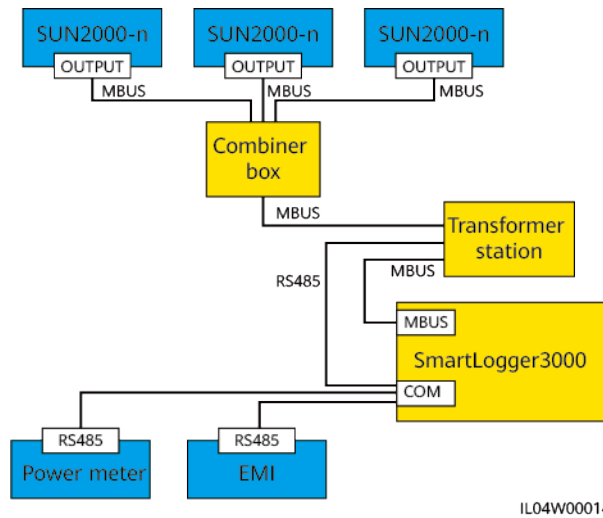 SUN2000-n SUN2000-n SUN2000-n
OUTPUT OUTPUT OUTPUT
MBUS MBUS MBUS
Combiner
box
MBUS
Transformer
station
RS485
MBUS
MBUS
SmartLogger3000
COM
RS485 RS485
Power meter EMI
IL04W00014